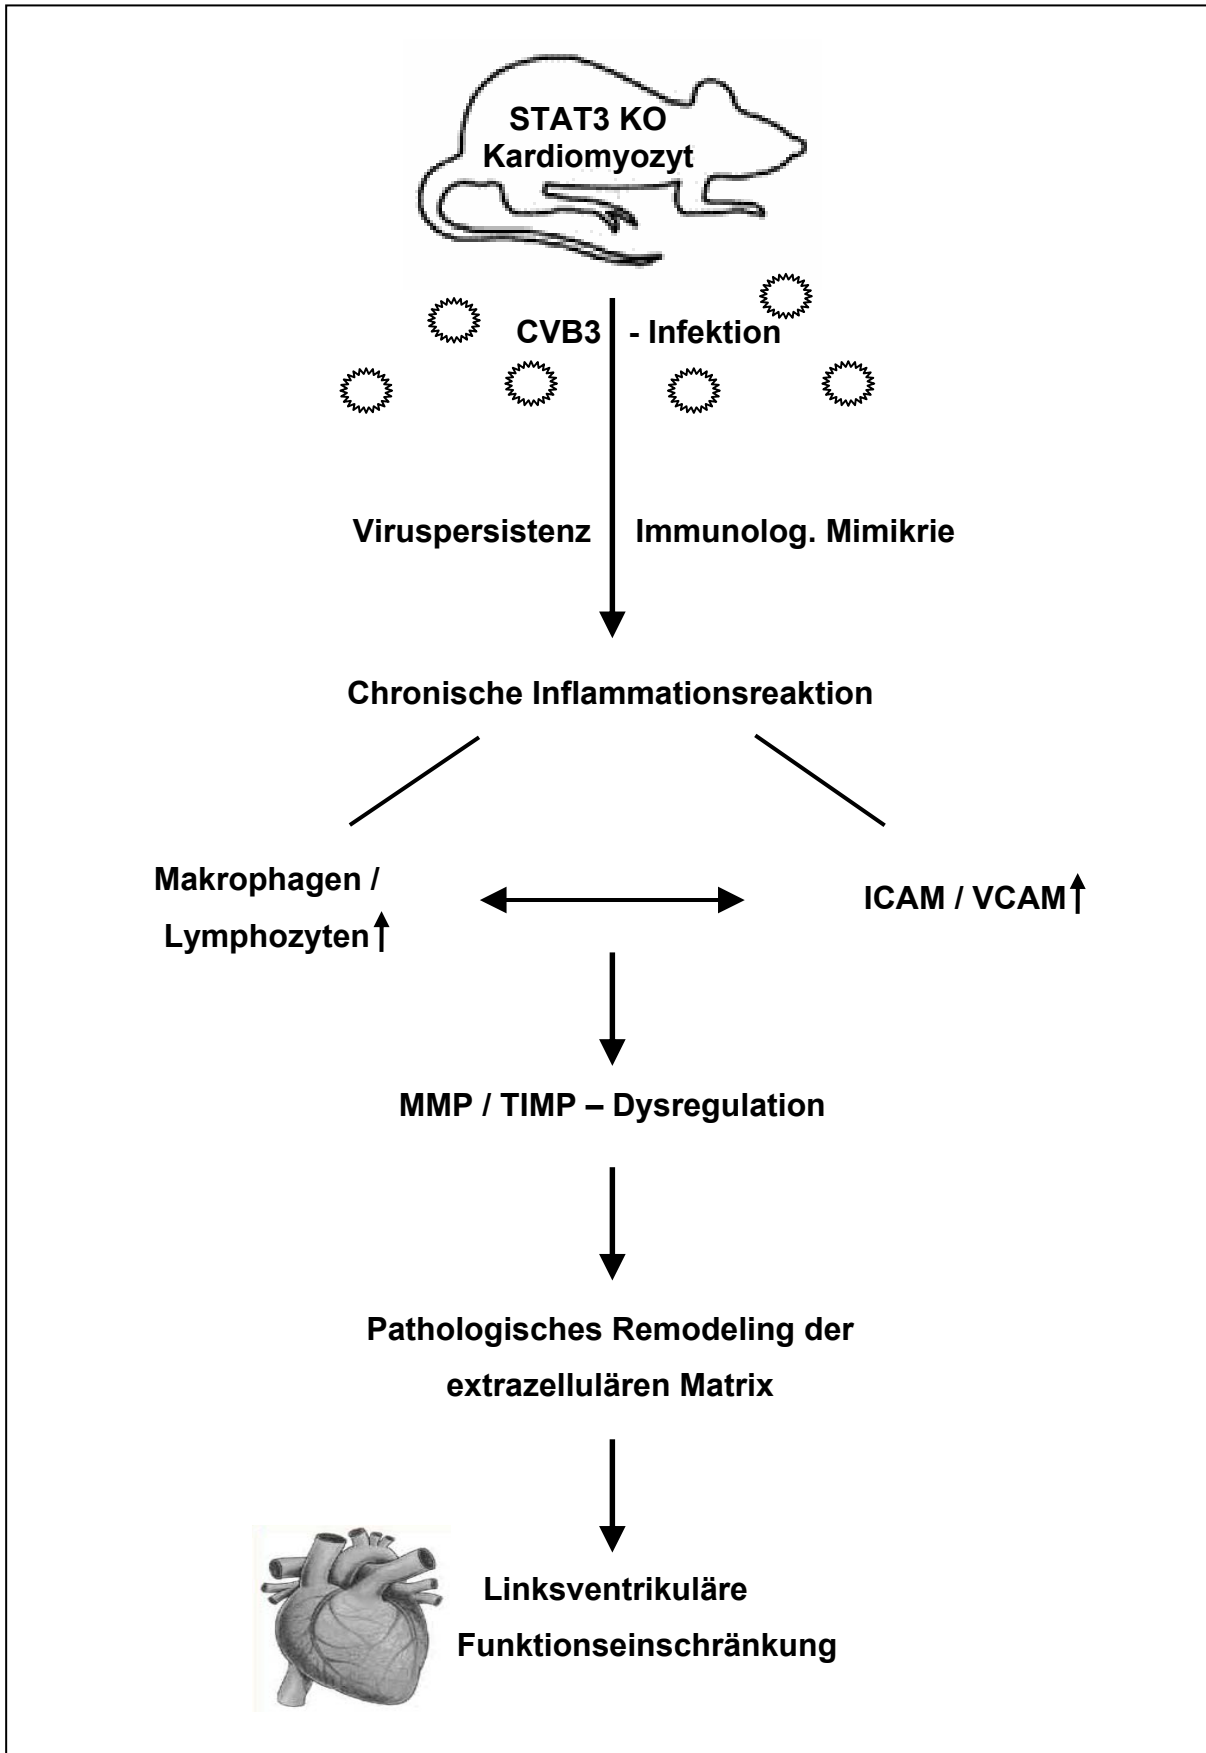 STAT3 KO
Kardiomyozyt
CVB3 - Infektion
Viruspersistenz Immunolog. Mimikrie
Chronische Inflammationsreaktion
Makrophagen /
Lymphozyten
ICAM / VCAM
MMP / TIMP – Dysregulation
Pathologisches Remodeling der
extrazellulären Matrix
Linksventrikuläre
Funktionseinschränkung